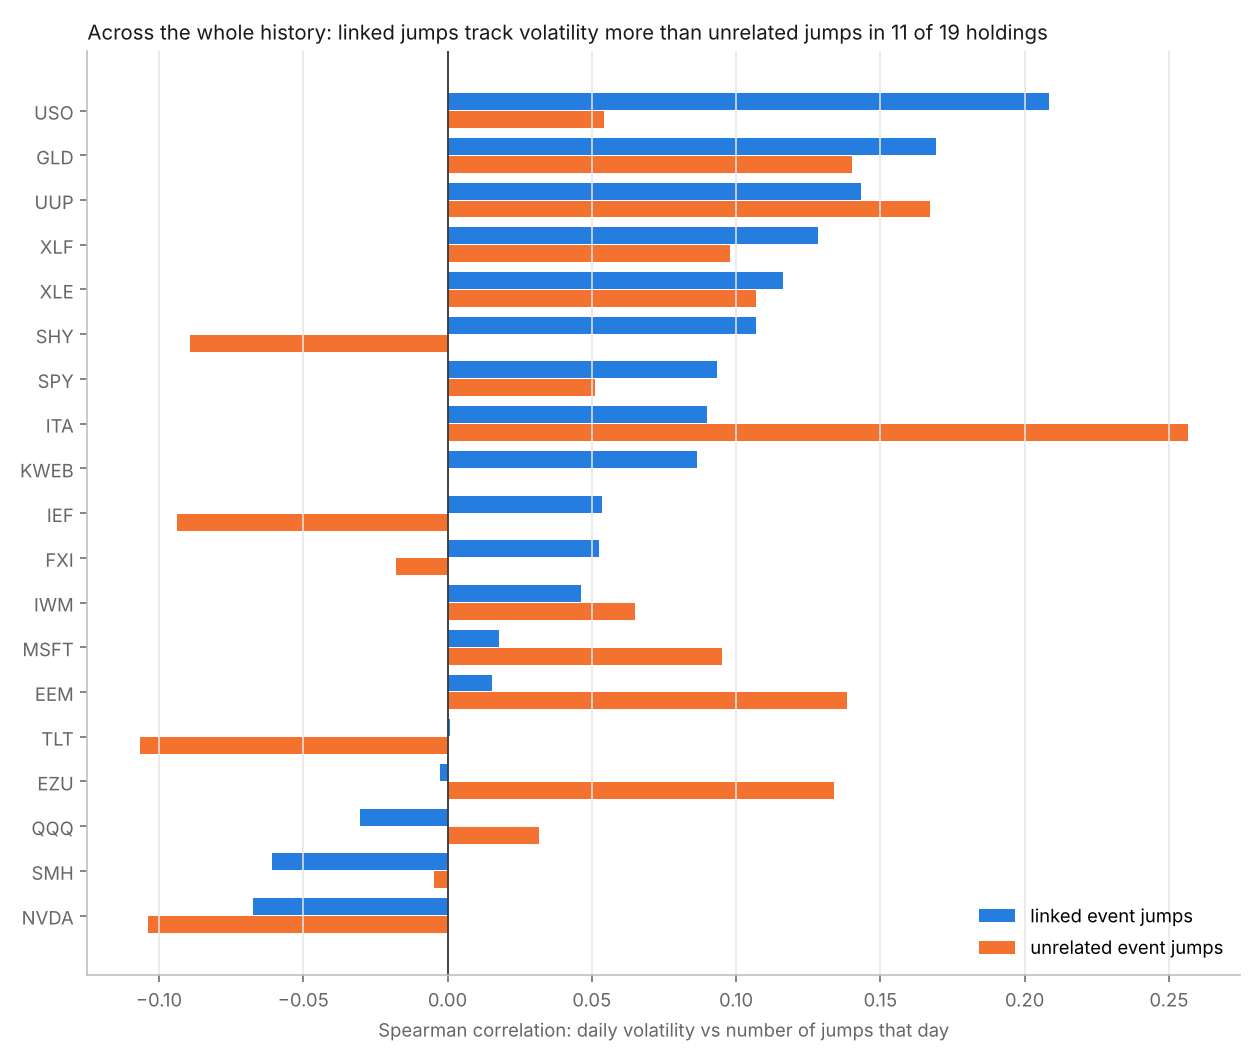 Across the whole history: linked jumps track volatility more than unrelated jumps in 11 of 19 holdings
USO
GLD
UUP
XLF
XLE
SHY
SPY
ITA
KWEB
IEF
FXI
IWM
MSFT
EEM
TLT
EZU
QQQ
SMH
NVDA
linked event jumps
unrelated event jumps
−0.10 −0.05 0.00 0.05 0.10 0.15 0.20 0.25
Spearman correlation: daily volatility vs number of jumps that day